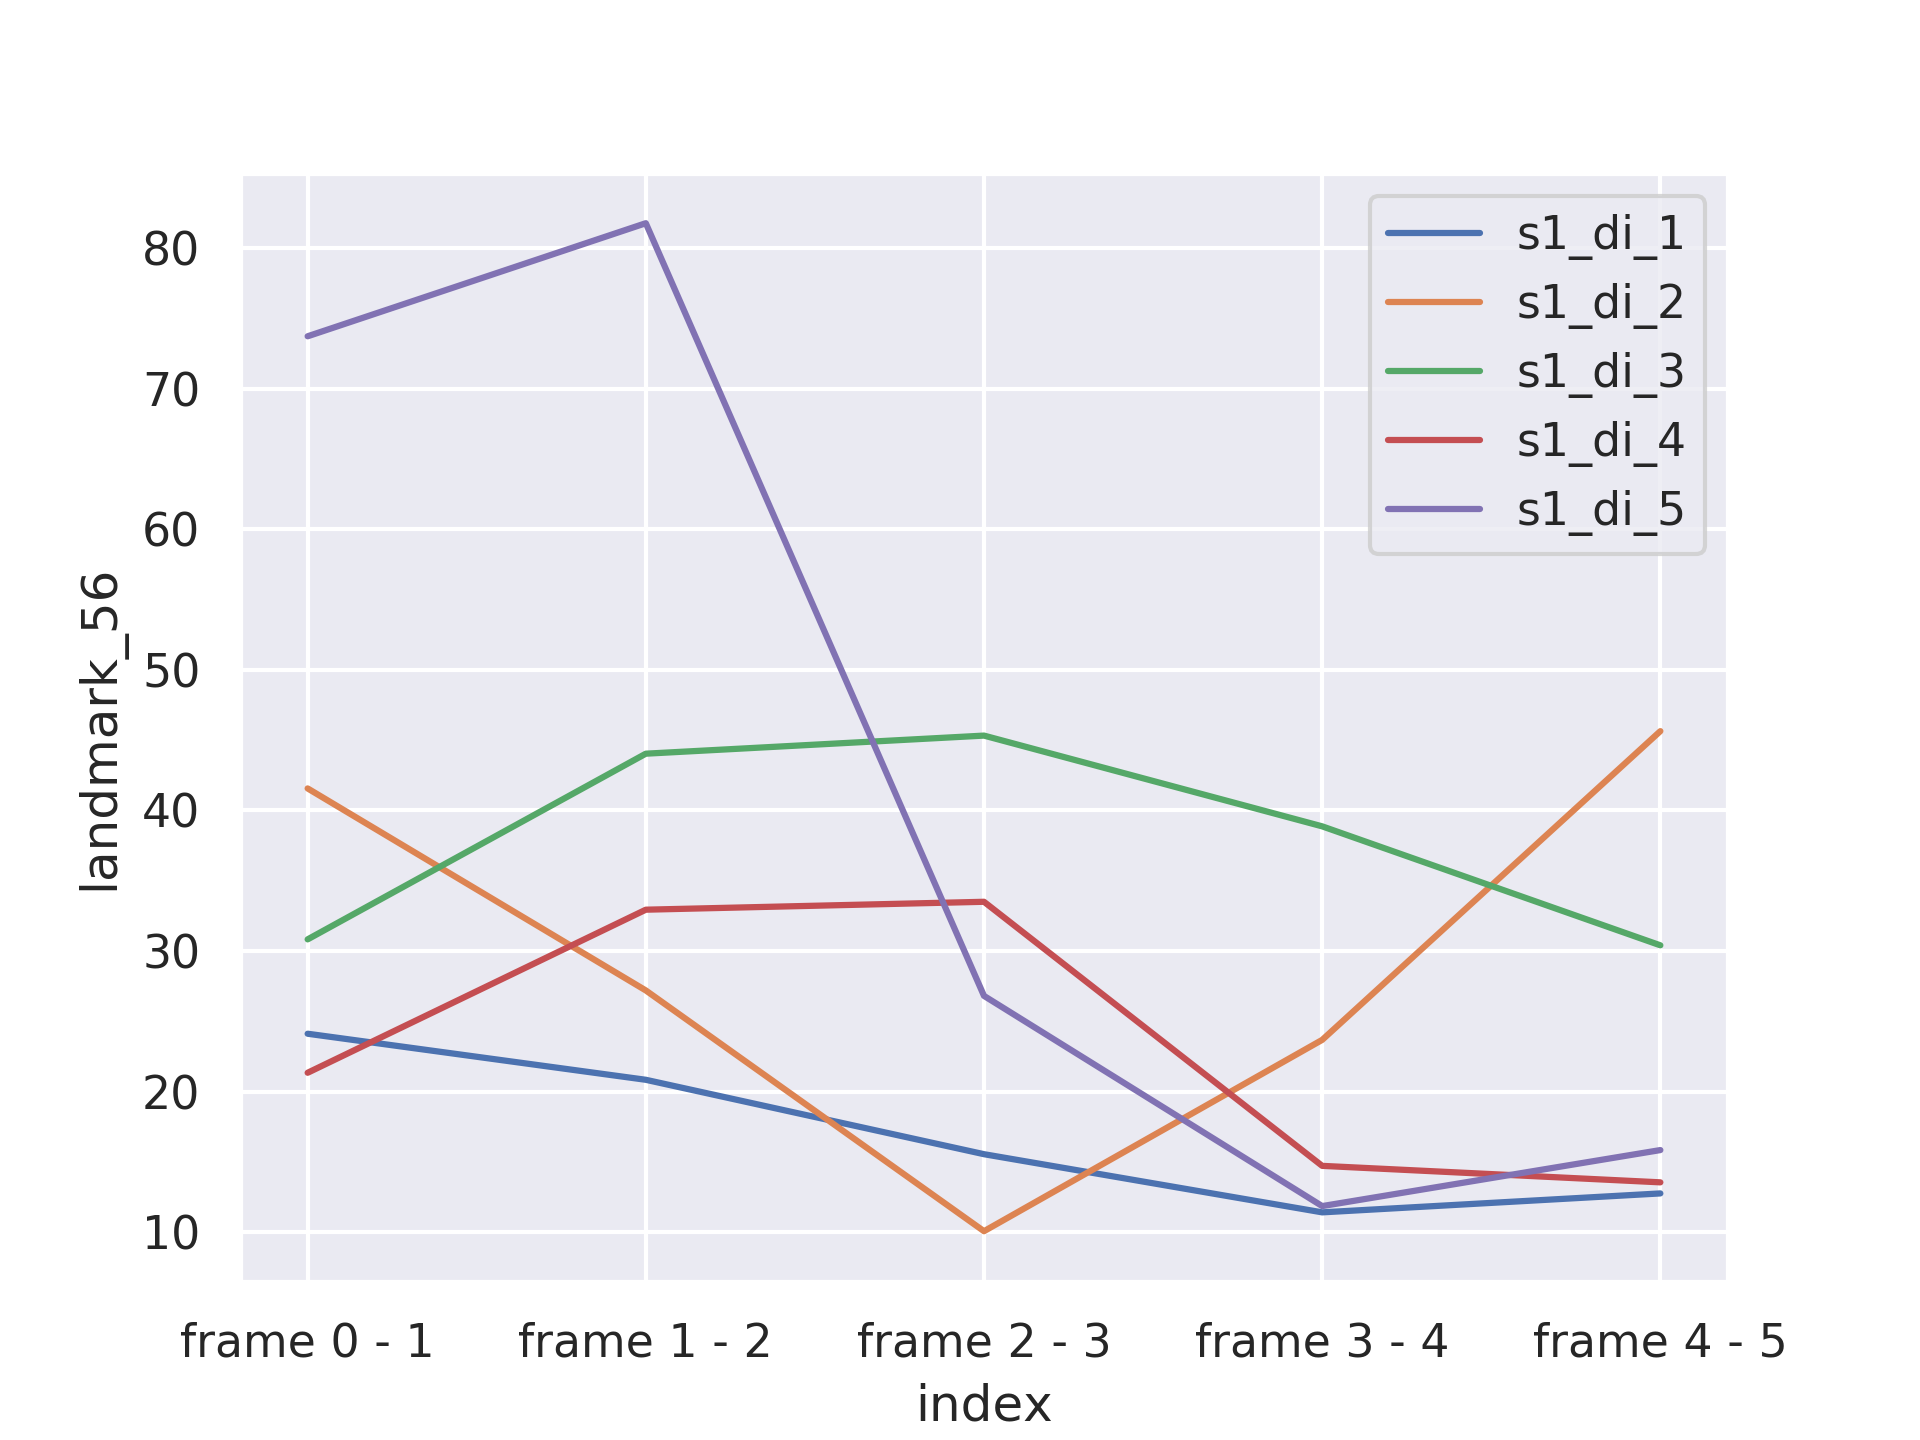 80
70
60
50
40
30
20
10
landmark_56
s1_di_1
s1_di_2
s1_di_3
s1_di_4
s1_di_5
frame 0 - 1
frame 1 - 2
frame 2 - 3
frame 3 - 4
frame 4 - 5
index